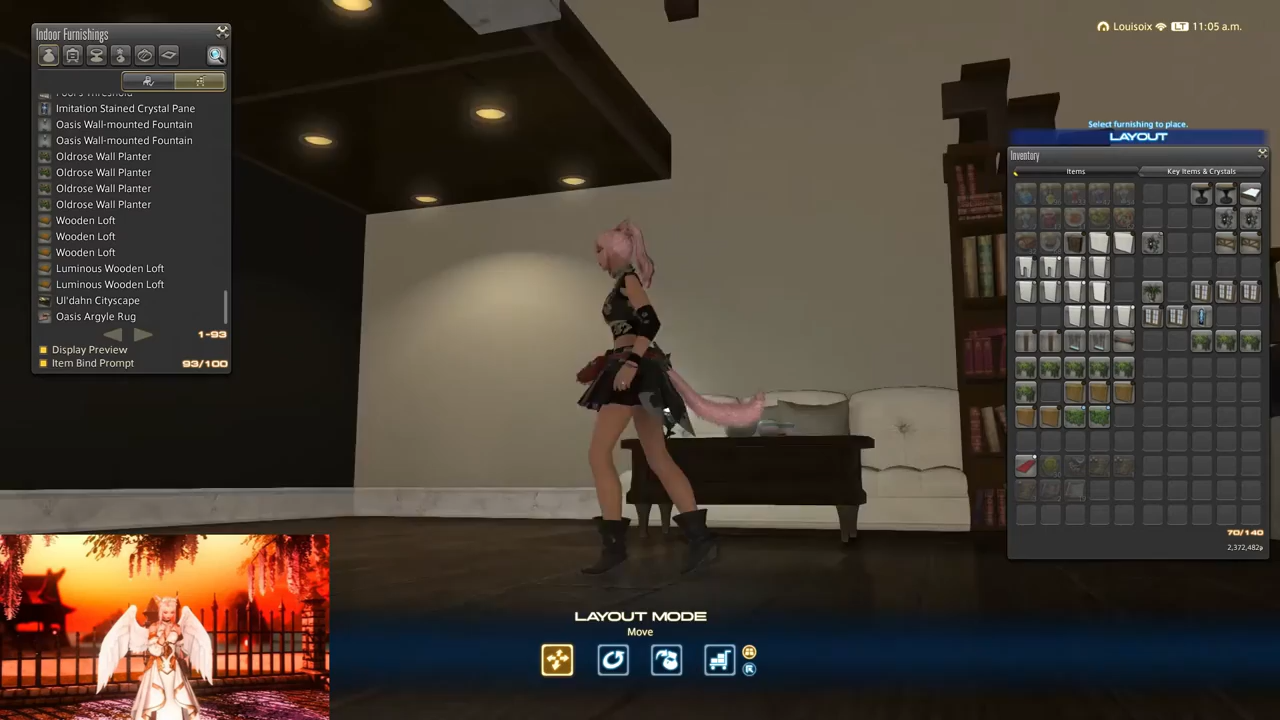 Indoor Furnishings
Imitation Stained Crystal Pane
Oasis Wall-mounted Fountain
Oasis Wall-mounted Fountain
Oldrose Wall Planter
Oldrose Wall Planter
Oldrose Wall Planter
Oldrose Wall Planter
Wooden Loft
Wooden Loft
Wooden Loft
Luminous Wooden Loft
Luminous Wooden Loft
Ul'dahn Cityscape
Oasis Argyle Rug
1-93
Display Preview
Item Bind Prompt 93/100
Louisoix LT 11:05 a.m.
Select furnishing to place.
LAYOUT
Inventory
Items Key Items & Crystals
70/140
2,372,482
LAYOUT MODE
Move